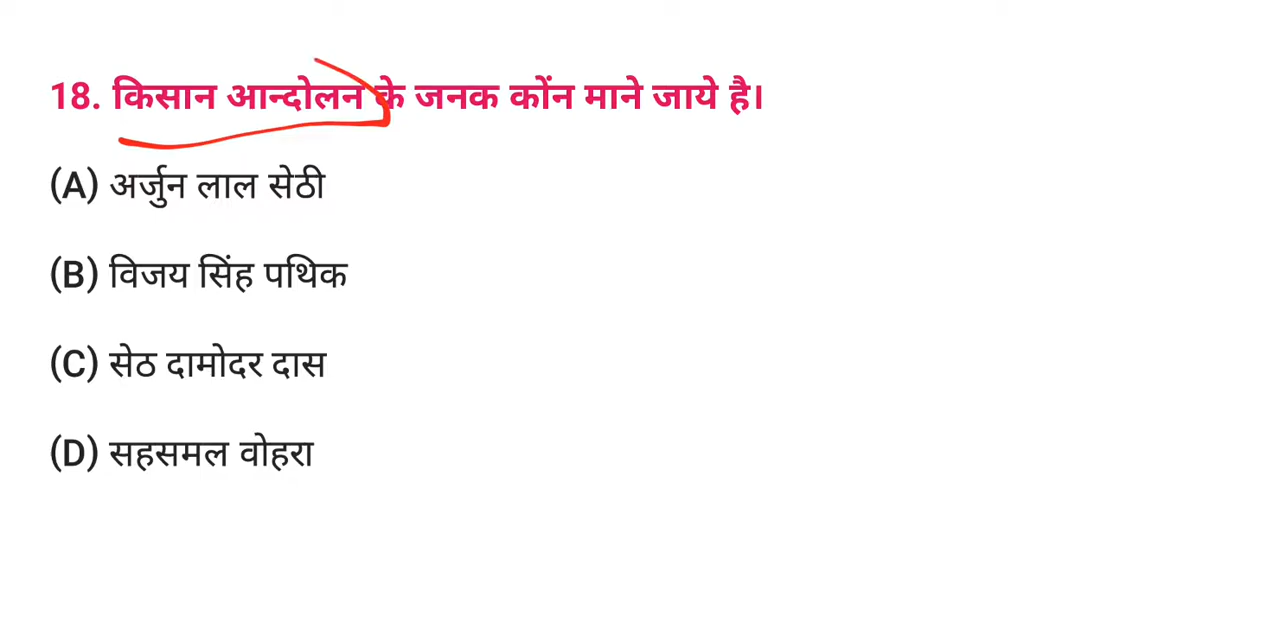 18. किसान आन्दोलन के जनक कोंन माने जाये है।
(A) अर्जुन लाल सेठी
(B) विजय सिंह पथिक
(C) सेठ दामोदर दास
(D) सहसमल वोहरा